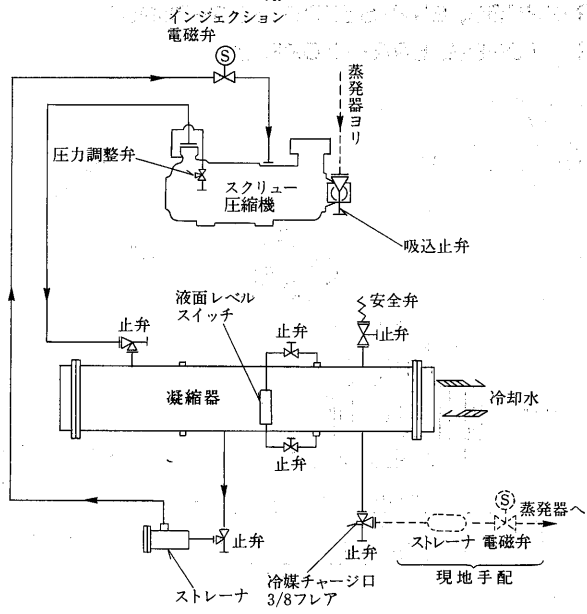 インジェクション
電磁弁
S
蒸発器ヨリ
圧力調整弁
スクリュー
圧縮機
吸込止弁
液面レベル
スイッチ
安全弁
止弁
止弁
止弁
凝縮器
冷却水
止弁
S
蒸発器へ
止弁
ストレーナ
電磁弁
止弁
現地手配
ストレーナ
冷媒チャージ口
3/8フレア